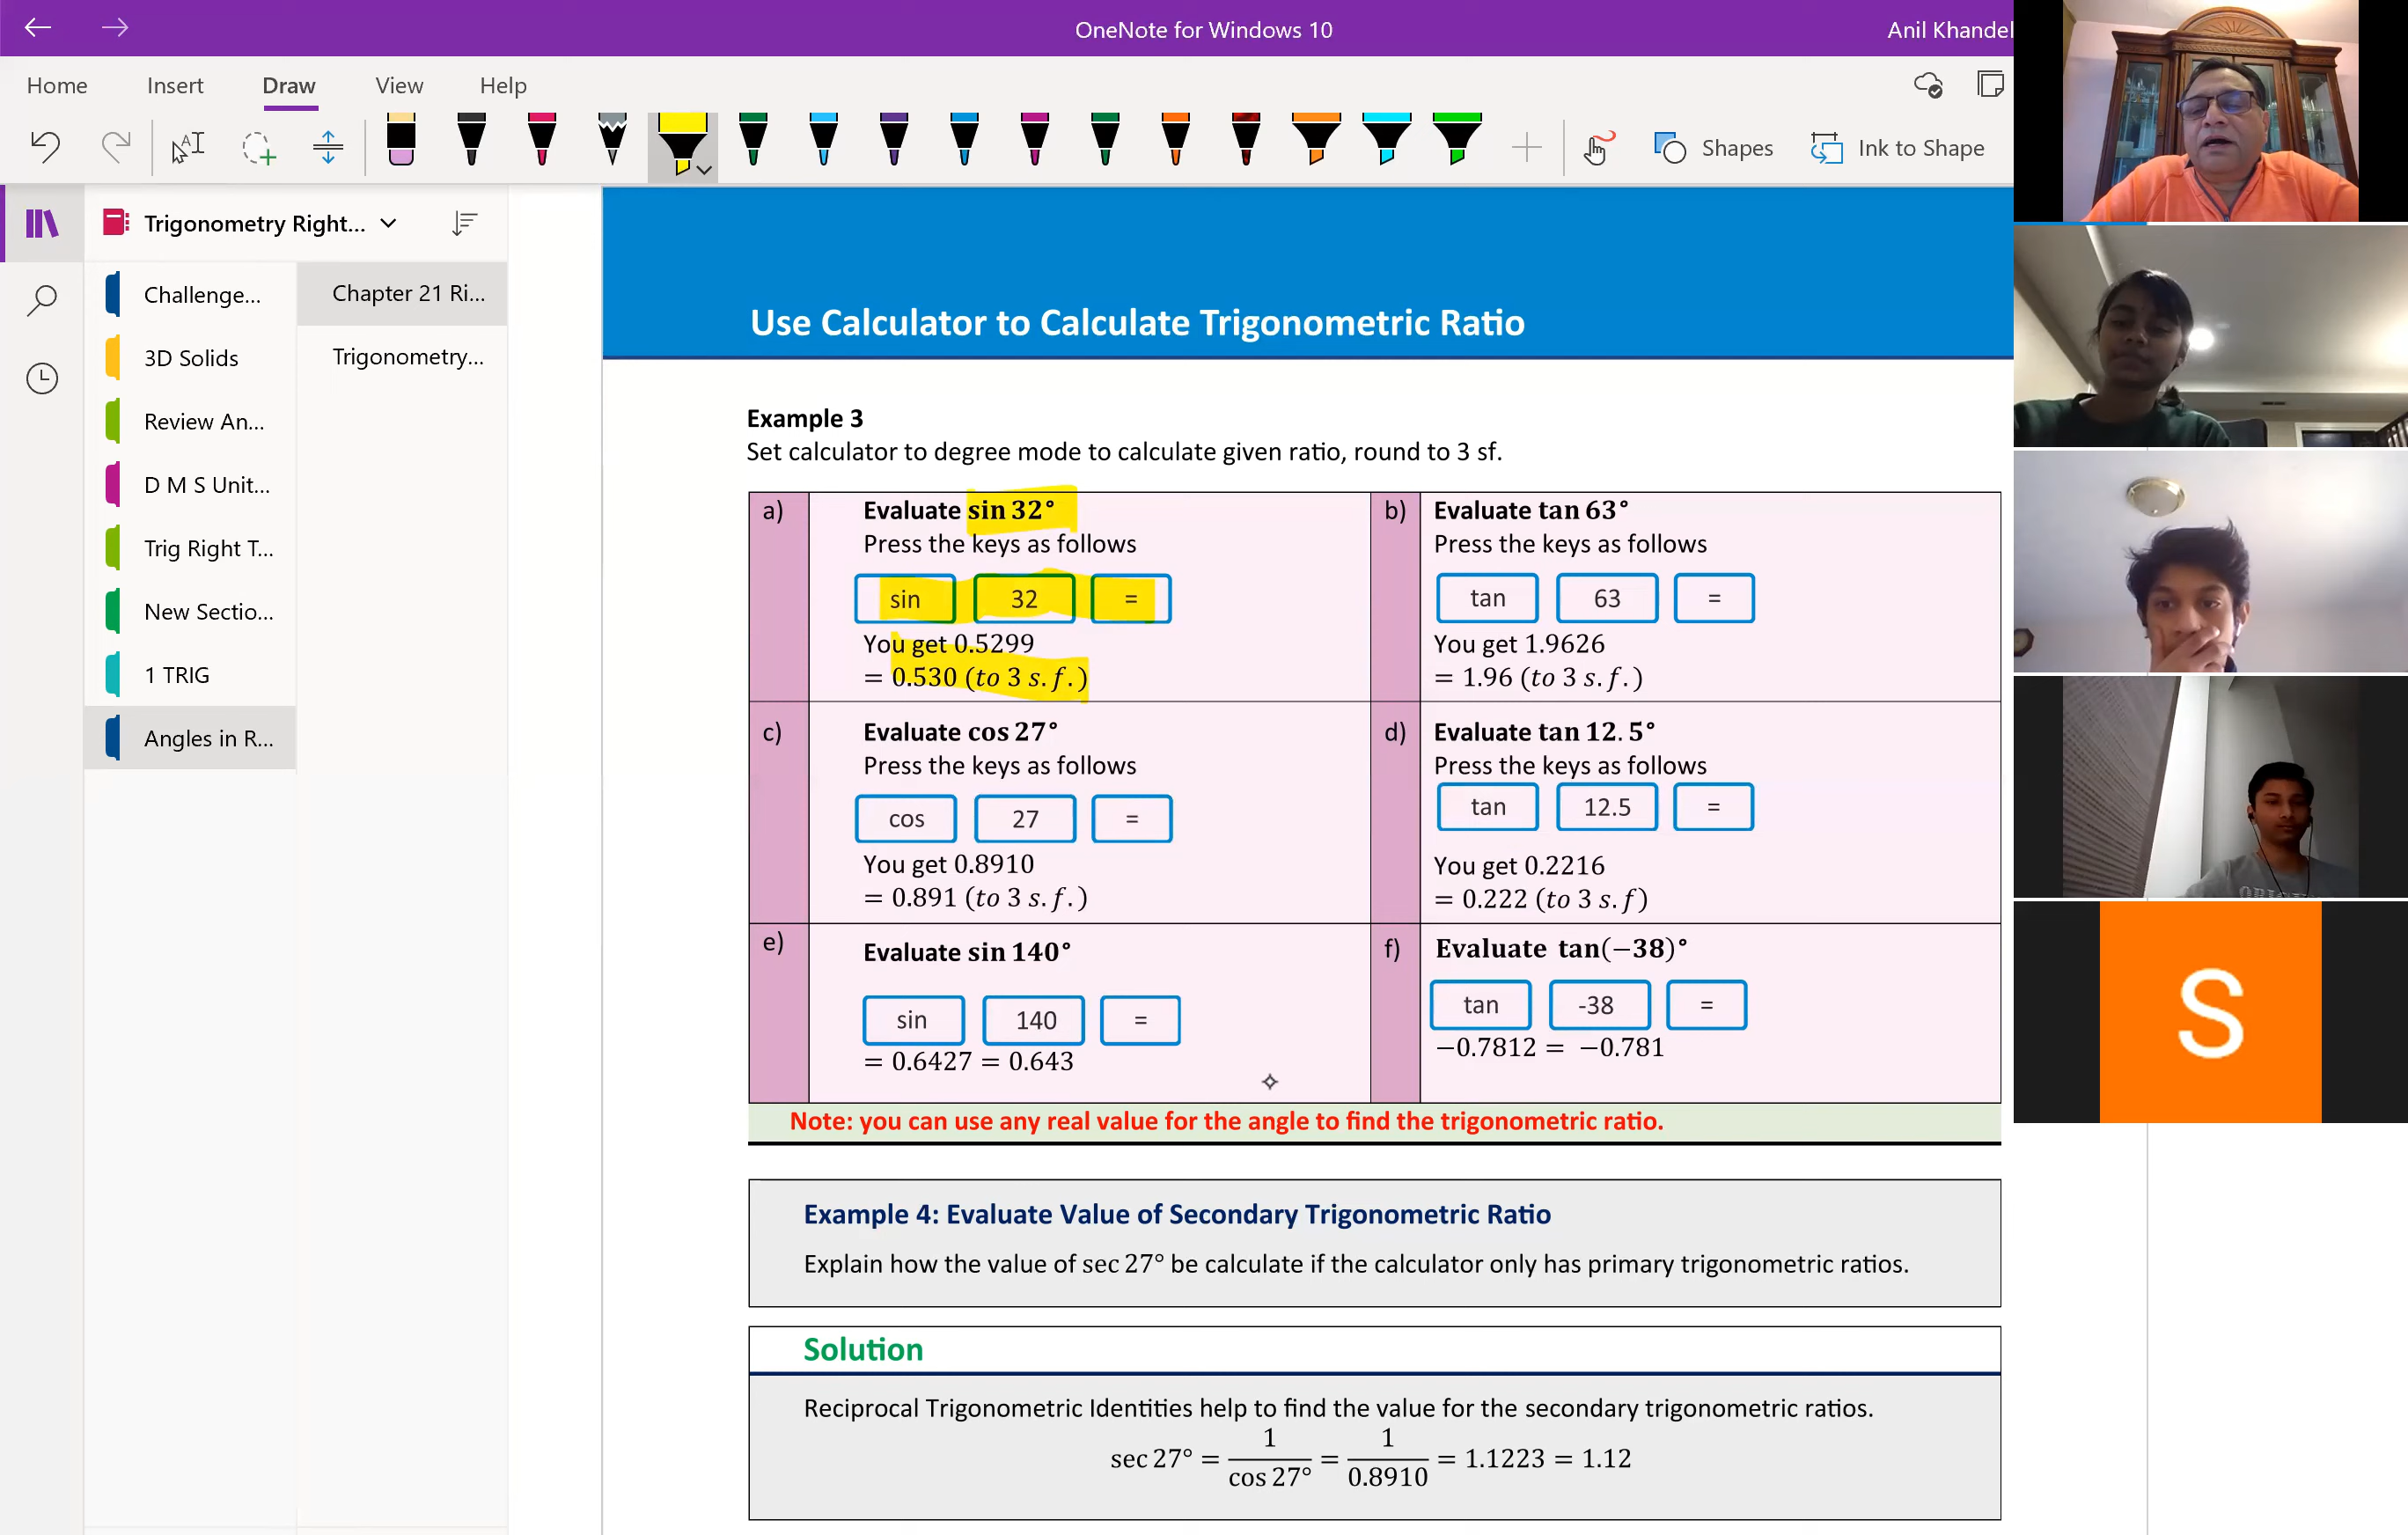 OneNote for Windows 10
Anil Khandel
Home Insert Draw View Help
Shapes Ink to Shape
Trigonometry Right...
Challenge...
3D Solids
Review An...
D M S Unit...
Trig Right T...
New Sectio...
1 TRIG
Angles in R...
Chapter 21 Ri...
Trigonometry...
Use Calculator to Calculate Trigonometric Ratio
Example 3
Set calculator to degree mode to calculate given ratio, round to 3 sf.
a) Evaluate sin 32°
Press the keys as follows
sin 32 =
You get 0.5299
= 0.530 (to 3 s.f.)
b) Evaluate tan 63°
Press the keys as follows
tan 63 =
You get 1.9626
= 1.96 (to 3 s.f.)
c) Evaluate cos 27°
Press the keys as follows
cos 27 =
You get 0.8910
= 0.891 (to 3 s.f.)
d) Evaluate tan 12.5°
Press the keys as follows
tan 12.5 =
You get 0.2216
= 0.222 (to 3 s.f)
e) Evaluate sin 140°
sin 140 =
= 0.6427 = 0.643
f) Evaluate tan(−38)°
tan -38 =
−0.7812 = −0.781
Note: you can use any real value for the angle to find the trigonometric ratio.
Example 4: Evaluate Value of Secondary Trigonometric Ratio
Explain how the value of sec 27° be calculate if the calculator only has primary trigonometric ratios.
Solution
Reciprocal Trigonometric Identities help to find the value for the secondary trigonometric ratios.
sec 27° = 1/cos 27° = 1/0.8910 = 1.1223 = 1.12
S